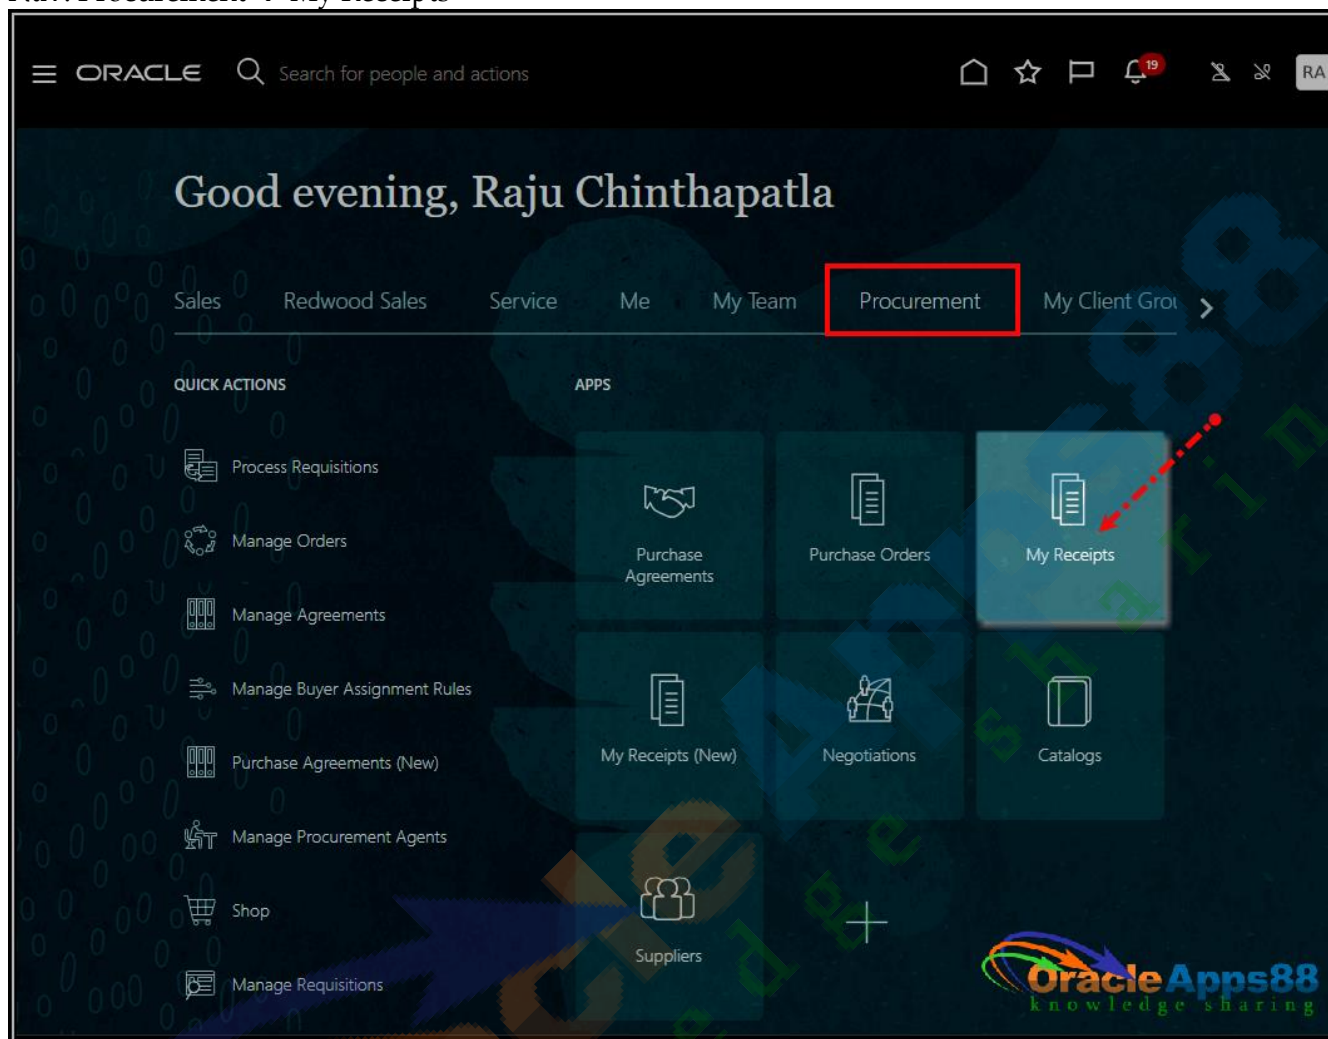 ORACLE Search for people and actions 19 RA
Good evening, Raju Chinthapatla
Sales Redwood Sales Service Me My Team Procurement My Client Grou
QUICK ACTIONS
Process Requisitions
Manage Orders
Manage Agreements
Manage Buyer Assignment Rules
Purchase Agreements (New)
Manage Procurement Agents
Shop
Manage Requisitions
APPS
Purchase
Agreements
Purchase Orders
My Receipts
My Receipts (New)
Negotiations
Catalogs
Suppliers
OracleApps88
knowledge sharing